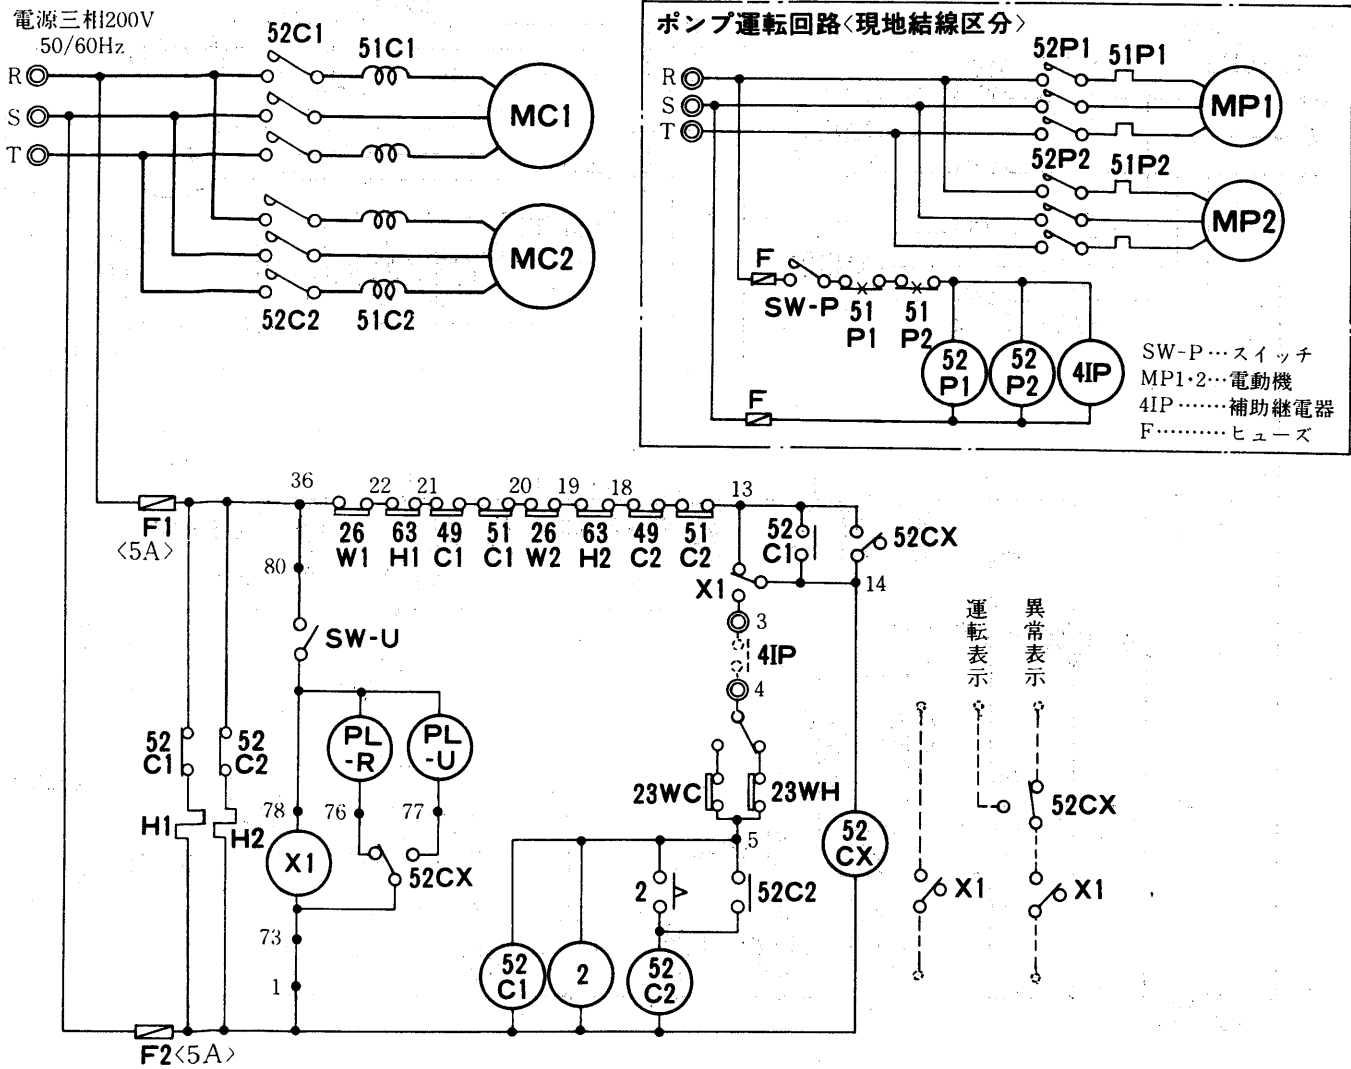 電源三相200V
50/60Hz
R
S
T
52C1
51C1
MC1
MC2
52C2
51C2
ポンプ運転回路〈現地結線区分〉
R
S
T
52P1
51P1
MP1
52P2
51P2
MP2
F
SW-P
51
P1
51
P2
52
P1
52
P2
4IP
F
SW-P…スイッチ
MP1・2…電動機
4IP……補助継電器
F………ヒューズ
F1
〈5A〉
36
22
21
20
19
18
13
26
W1
63
H1
49
C1
51
C1
26
W2
63
H2
49
C2
51
C2
52
C1
52CX
80
X1
14
SW-U
3
4IP
4
PL
-R
PL
-U
52
C1
52
C2
H1
H2
78
76
77
X1
52CX
73
1
23WC
23WH
5
52
CX
2
52C2
52
C1
2
52
C2
F2〈5A〉
運転表示
異常表示
52CX
X1
X1